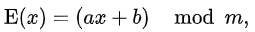 E(x) = (ax + b) mod m,